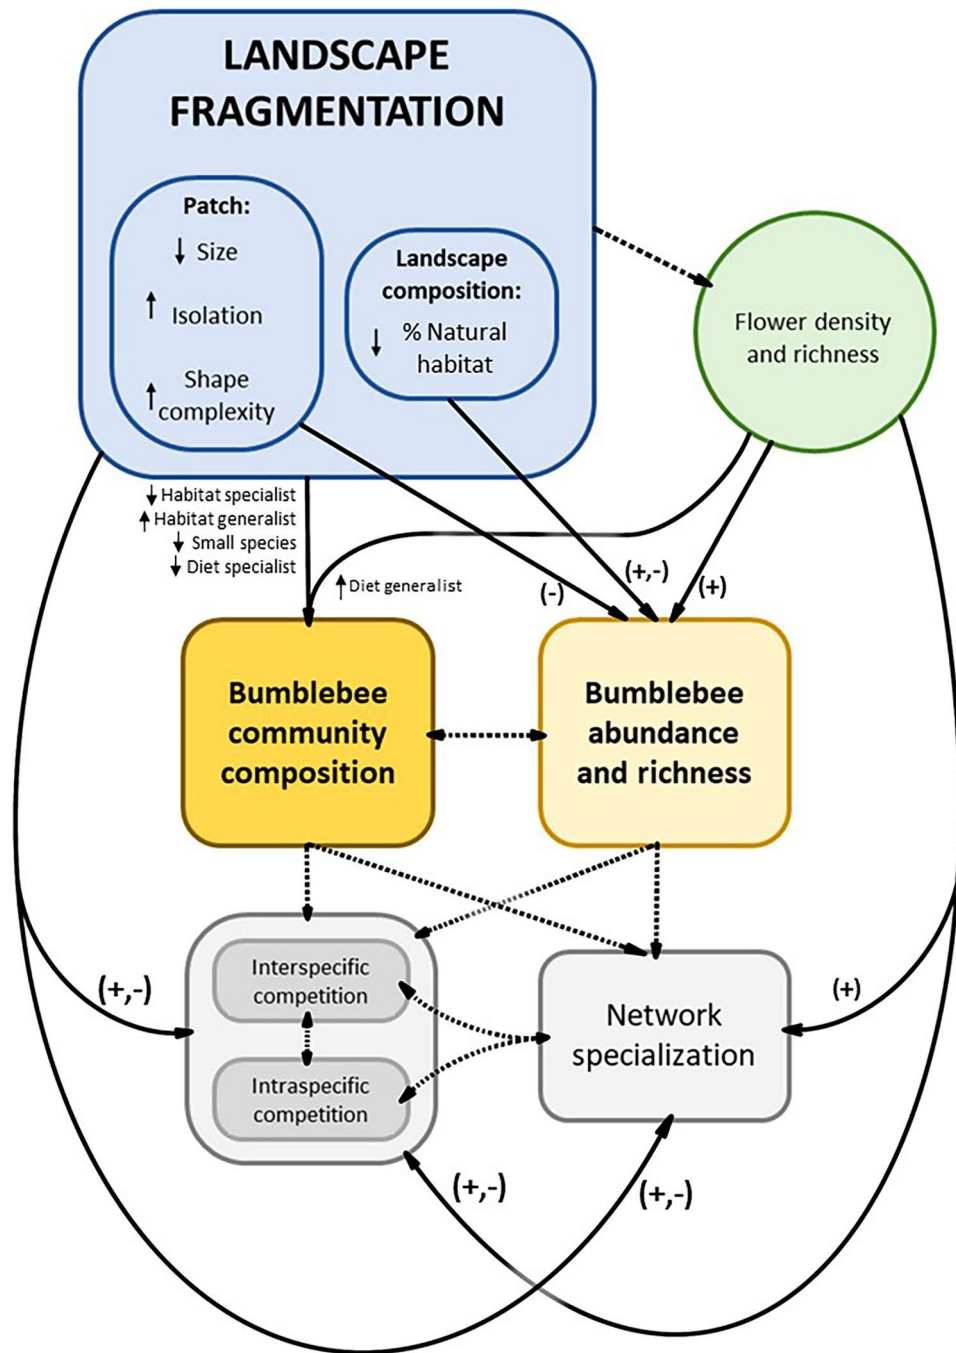 LANDSCAPE
FRAGMENTATION
Patch:
↓ Size
↑ Isolation
↑ Shape
complexity
Landscape
composition:
↓ % Natural
habitat
Flower density
and richness
↓ Habitat specialist
↑ Habitat generalist
↓ Small species
↓ Diet specialist
↑ Diet generalist
(-)
(+,-)
(+)
Bumblebee
community
composition
Bumblebee
abundance
and richness
Interspecific
competition
Intraspecific
competition
Network
specialization
(+,-)
(+)
(+,-)
(+,-)